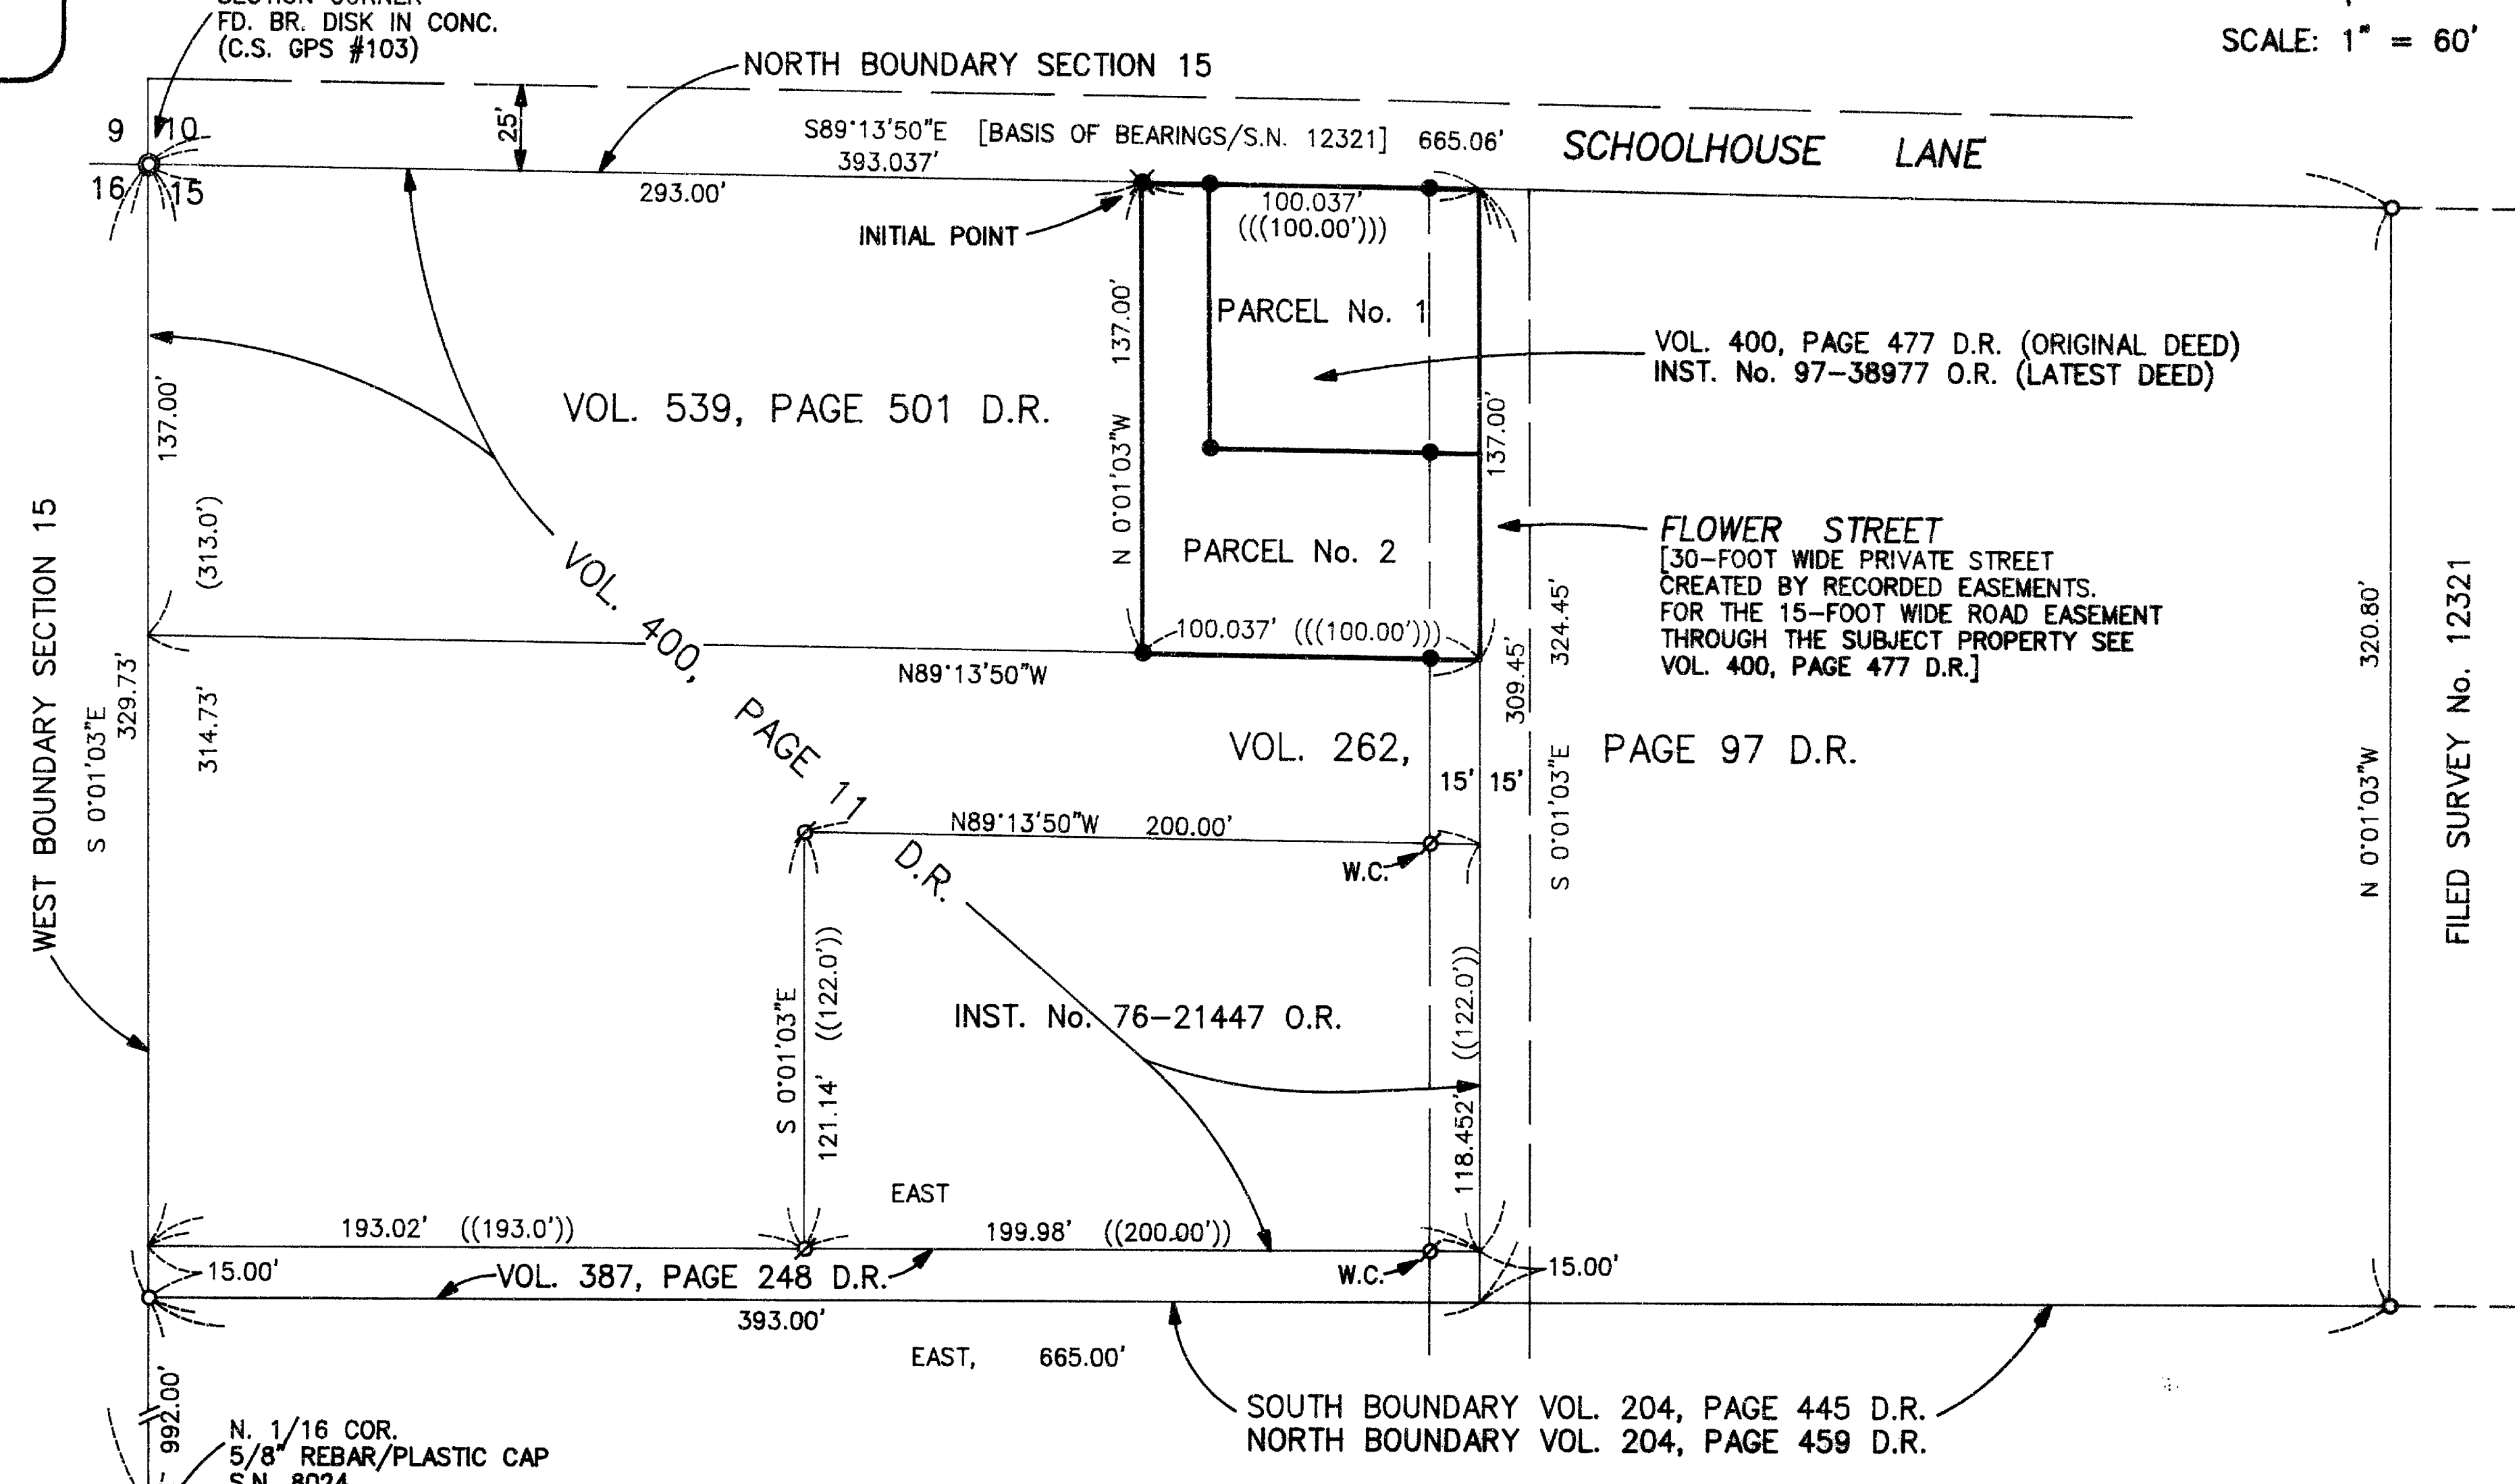 SECTION CORNER
FD. BR. DISK IN CONC.
(C.S. GPS #103)
SCALE: 1" = 60'
NORTH BOUNDARY SECTION 15
25'
9 10
16 15
S89°13'50"E [BASIS OF BEARINGS/S.N. 12321] 665.06'
393.037'
293.00'
SCHOOLHOUSE LANE
INITIAL POINT
100.037'
(((100.00')))
PARCEL No. 1
N 0°01'03"W 137.00'
137.00'
VOL. 400, PAGE 477 D.R. (ORIGINAL DEED)
INST. No. 97-38977 O.R. (LATEST DEED)
137.00'
VOL. 539, PAGE 501 D.R.
PARCEL No. 2
FLOWER STREET
[30-FOOT WIDE PRIVATE STREET
CREATED BY RECORDED EASEMENTS.
FOR THE 15-FOOT WIDE ROAD EASEMENT
THROUGH THE SUBJECT PROPERTY SEE
VOL. 400, PAGE 477 D.R.]
(313.0')
WEST BOUNDARY SECTION 15
S 0°01'03"E
329.73'
314.73'
VOL. 400, PAGE 11 D.R.
100.037' (((100.00')))
N89°13'50"W
309.45'
S 0°01'03"E 324.45'
N 0°01'03"W 320.80'
FILED SURVEY No. 12321
VOL. 262, PAGE 97 D.R.
15' 15'
N89°13'50"W 200.00'
W.C.
S 0°01'03"E
121.14' ((122.0'))
INST. No. 76-21447 O.R.
118.452' ((122.0'))
EAST
193.02' ((193.0'))
199.98' ((200.00'))
15.00'
VOL. 387, PAGE 248 D.R.
W.C.
15.00'
393.00'
EAST, 665.00'
992.00'
SOUTH BOUNDARY VOL. 204, PAGE 445 D.R.
NORTH BOUNDARY VOL. 204, PAGE 459 D.R.
N. 1/16 COR.
5/8" REBAR/PLASTIC CAP
S.N. 8024